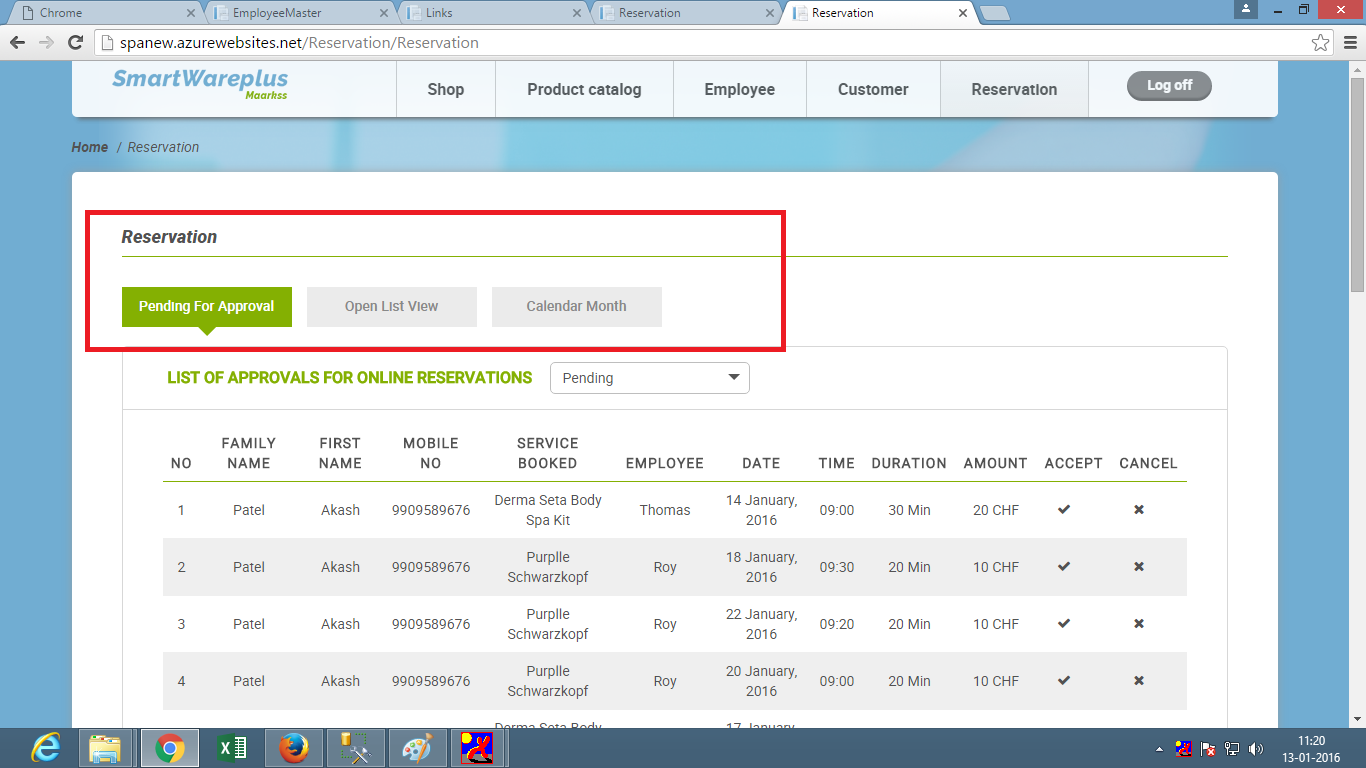 Chrome
EmployeeMaster
Links
Reservation
Reservation
spanew.azurewebsites.net/Reservation/Reservation
SmartWareplus
Maarkss
Shop
Product catalog
Employee
Customer
Reservation
Log off
Home / Reservation
Reservation
Pending For Approval
Open List View
Calendar Month
LIST OF APPROVALS FOR ONLINE RESERVATIONS
Pending
NO FAMILY NAME FIRST NAME MOBILE NO SERVICE BOOKED EMPLOYEE DATE TIME DURATION AMOUNT ACCEPT CANCEL
1 Patel Akash 9909589676 Derma Seta Body Spa Kit Thomas 14 January, 2016 09:00 30 Min 20 CHF
2 Patel Akash 9909589676 Purplle Schwarzkopf Roy 18 January, 2016 09:30 20 Min 10 CHF
3 Patel Akash 9909589676 Purplle Schwarzkopf Roy 22 January, 2016 09:20 20 Min 10 CHF
4 Patel Akash 9909589676 Purplle Schwarzkopf Roy 20 January, 2016 09:00 20 Min 10 CHF
Derma Seta Body 17 January,
11:20
13-01-2016